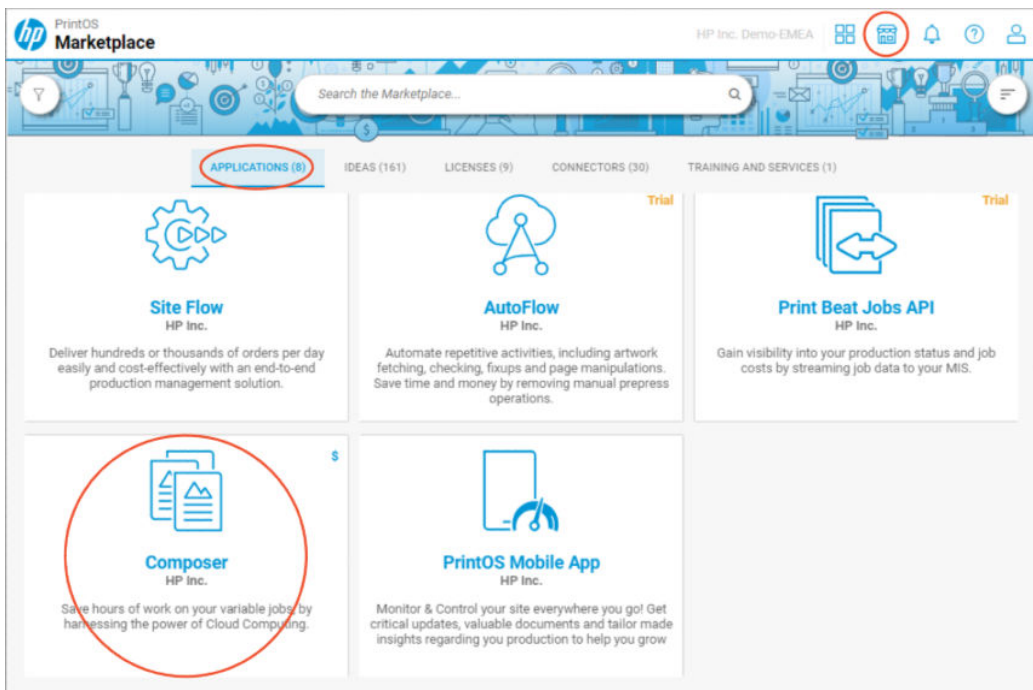 hp
PrintOS
Marketplace
HP Inc. Demo-EMEA
?
Search the Marketplace...
$
APPLICATIONS (8)
IDEAS (161)
LICENSES (9)
CONNECTORS (30)
TRAINING AND SERVICES (1)
Site Flow
HP Inc.
Deliver hundreds or thousands of orders per day
easily and cost-effectively with an end-to-end
production management solution.
Trial
AutoFlow
HP Inc.
Automate repetitive activities, including artwork
fetching, checking, fixups and page manipulations.
Save time and money by removing manual prepress
operations.
Trial
Print Beat Jobs API
HP Inc.
Gain visibility into your production status and job
costs by streaming job data to your MIS.
$
Composer
HP Inc.
Save hours of work on your variable jobs, by
harnessing the power of Cloud Computing.
PrintOS Mobile App
HP Inc.
Monitor & Control your site everywhere you go! Get
critical updates, valuable documents and tailor made
insights regarding you production to help you grow